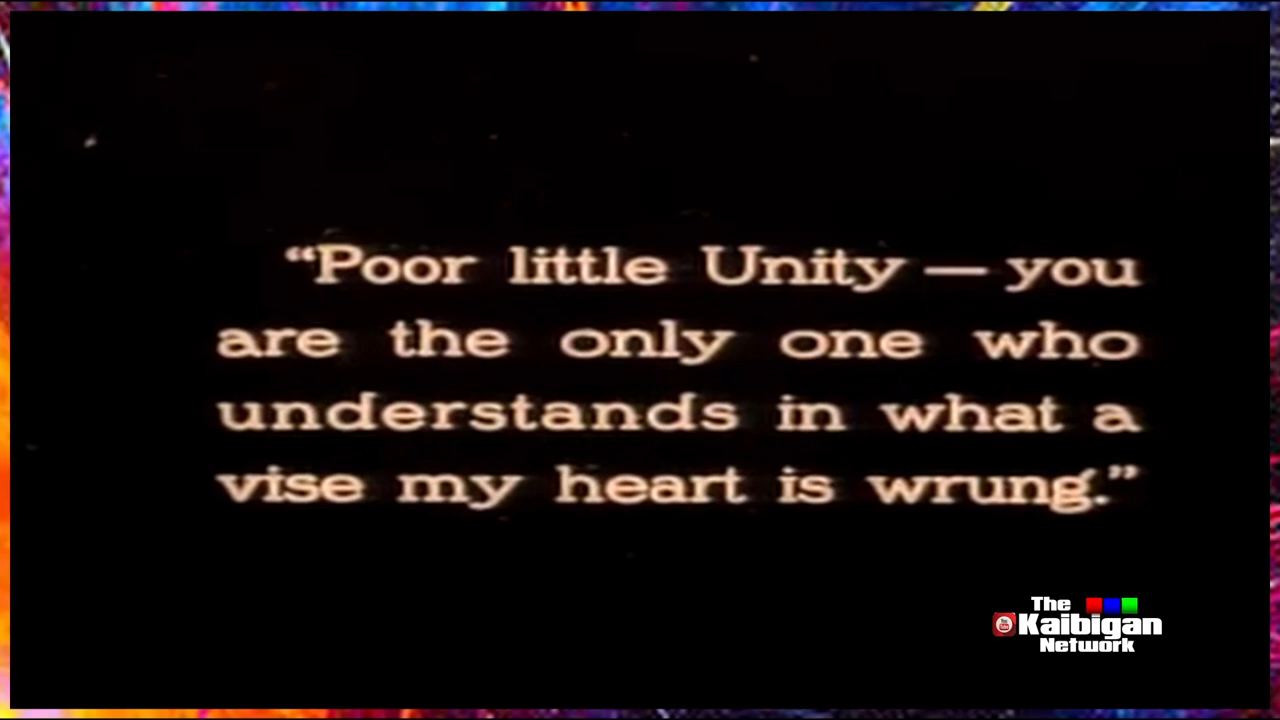 “Poor little Unity — you
are the only one who
understands in what a
vise my heart is wrung.”
The
Kaibigan
Network